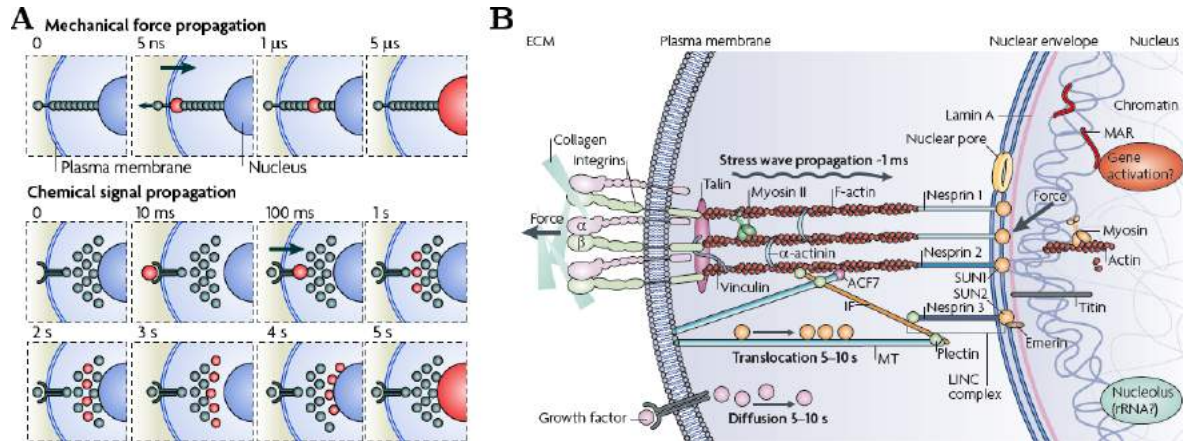 A
Mechanical force propagation
0
5 ns
1 µs
5 µs
Plasma membrane
Nucleus
Chemical signal propagation
0
10 ms
100 ms
1 s
2 s
3 s
4 s
5 s
B
ECM
Plasma membrane
Nuclear envelope
Nucleus
Chromatin
Lamin A
MAR
Nuclear pore
Gene
activation?
Collagen
Integrins
Stress wave propagation ~1 ms
Talin
Myosin II
F-actin
Nesprin 1
Force
Force
α
β
Myosin
Actin
α-actinin
Nesprin 2
Vinculin
ACF7
SUN1
SUN2
IF
Nesprin 3
Titin
Emerin
Translocation 5–10 s
MT
Plectin
LINC
complex
Growth factor
Diffusion 5–10 s
Nucleolus
(rRNA?)